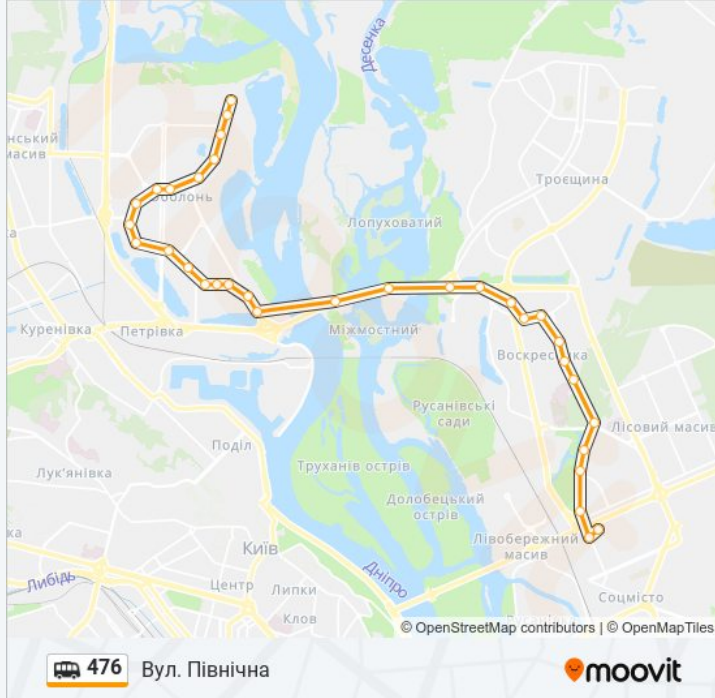 Десенка
нський
масив
Троєщина
Оболонь
Лопуховатий
Куренівка
Петрівка
Міжмостний
Воскресенка
Русанівські
сади
Лісовий масив
Поділ
Труханів острів
Лук'янівка
Долобецький
острів
Київ
Лівобережний
масив
Дніпро
Либідь
Центр
Липки
Соцмісто
Клов
© OpenStreetMap contributors | © OpenMapTiles
476 Вул. Північна
moovit